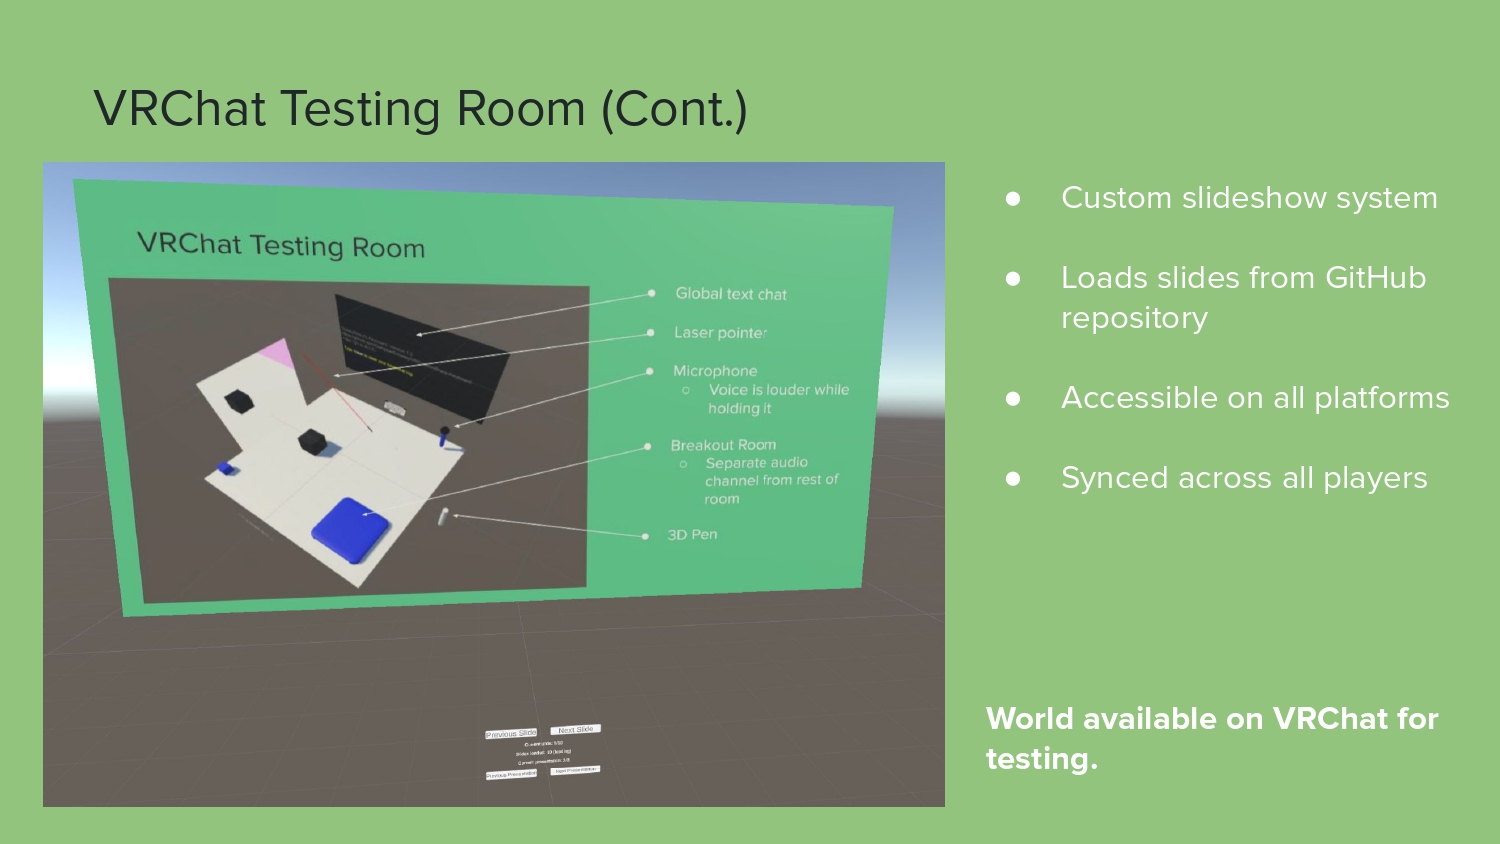 VRChat Testing Room (Cont.)
VRChat Testing Room
Global text chat
Laser pointer
Microphone
Voice is louder while
holding it
Breakout Room
Separate audio
channel from rest of
room
3D Pen
Previous Slide
Next Slide
Previous Presentation
Next Presentation
● Custom slideshow system
● Loads slides from GitHub
repository
● Accessible on all platforms
● Synced across all players
World available on VRChat for
testing.